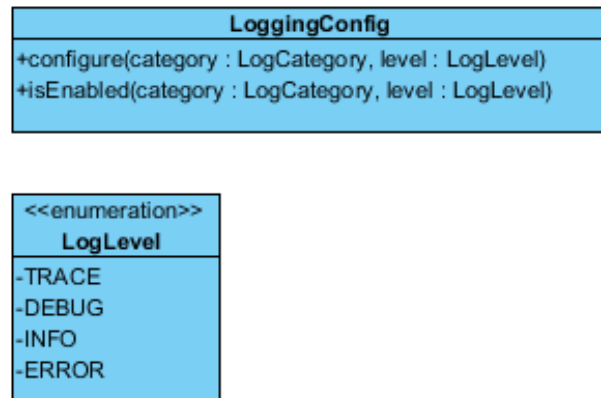 LoggingConfig
+configure(category : LogCategory, level : LogLevel)
+isEnabled(category : LogCategory, level : LogLevel)
<<enumeration>>
LogLevel
-TRACE
-DEBUG
-INFO
-ERROR